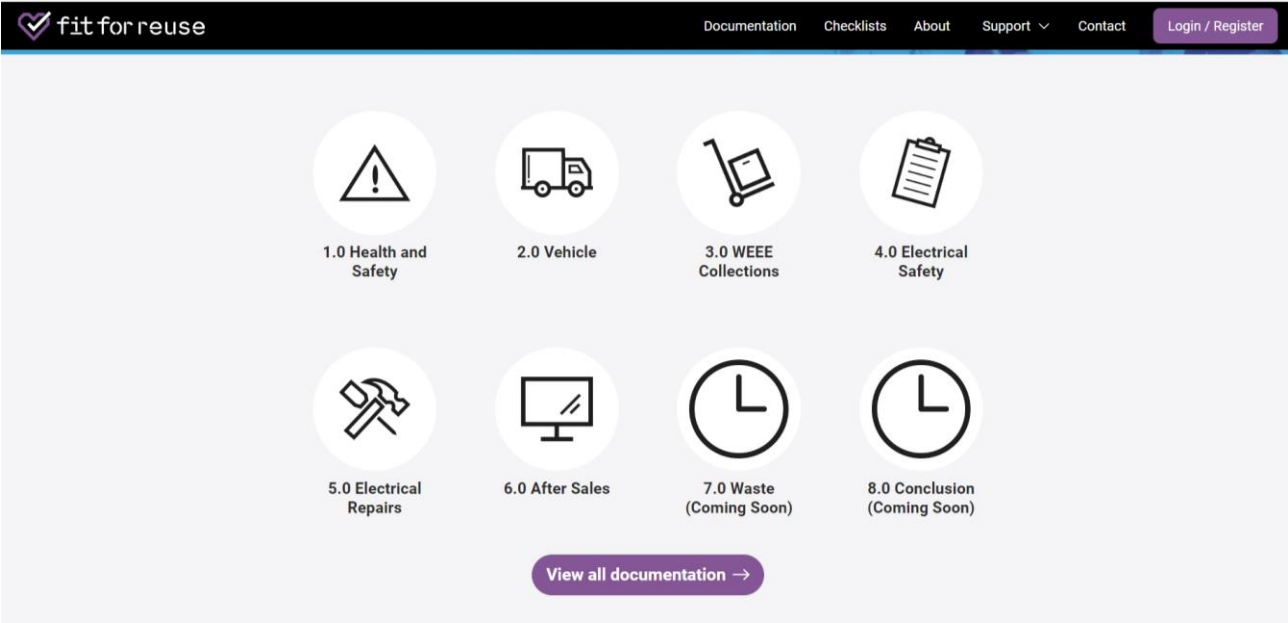 fit for reuse
Documentation
Checklists
About
Support
Contact
Login / Register
1.0 Health and
Safety
2.0 Vehicle
3.0 WEEE
Collections
4.0 Electrical
Safety
5.0 Electrical
Repairs
6.0 After Sales
7.0 Waste
(Coming Soon)
8.0 Conclusion
(Coming Soon)
View all documentation →